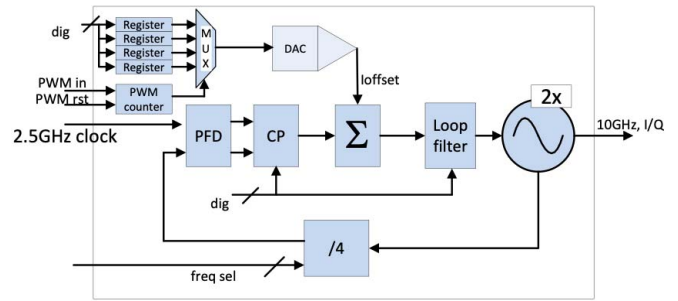 dig
Register
Register
Register
Register
M
U
X
DAC
PWM in
PWM rst
PWM
counter
Ioffset
2x
2.5GHz clock
PFD
CP
Σ
Loop
filter
10GHz, I/Q
dig
/4
freq sel